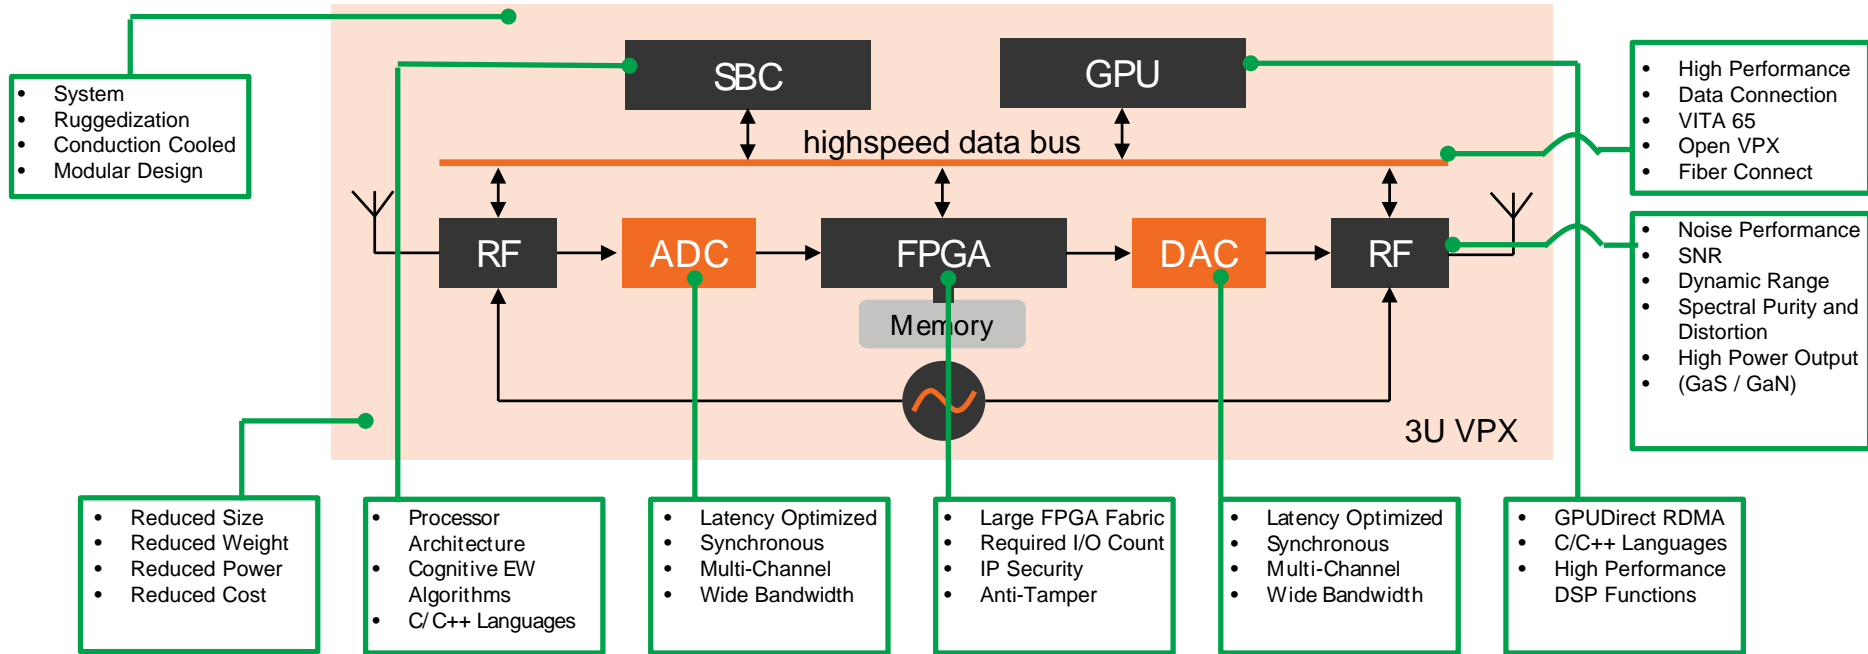 SBC
GPU
highspeed data bus
RF
ADC
FPGA
DAC
RF
Memory
3U VPX
• System
• Ruggedization
• Conduction Cooled
• Modular Design
• High Performance
• Data Connection
• VITA 65
• Open VPX
• Fiber Connect
• Noise Performance
• SNR
• Dynamic Range
• Spectral Purity and
Distortion
• High Power Output
• (GaS / GaN)
• Reduced Size
• Reduced Weight
• Reduced Power
• Reduced Cost
• Processor
Architecture
• Cognitive EW
Algorithms
• C/C++ Languages
• Latency Optimized
• Synchronous
• Multi-Channel
• Wide Bandwidth
• Large FPGA Fabric
• Required I/O Count
• IP Security
• Anti-Tamper
• Latency Optimized
• Synchronous
• Multi-Channel
• Wide Bandwidth
• GPUDirect RDMA
• C/C++ Languages
• High Performance
DSP Functions